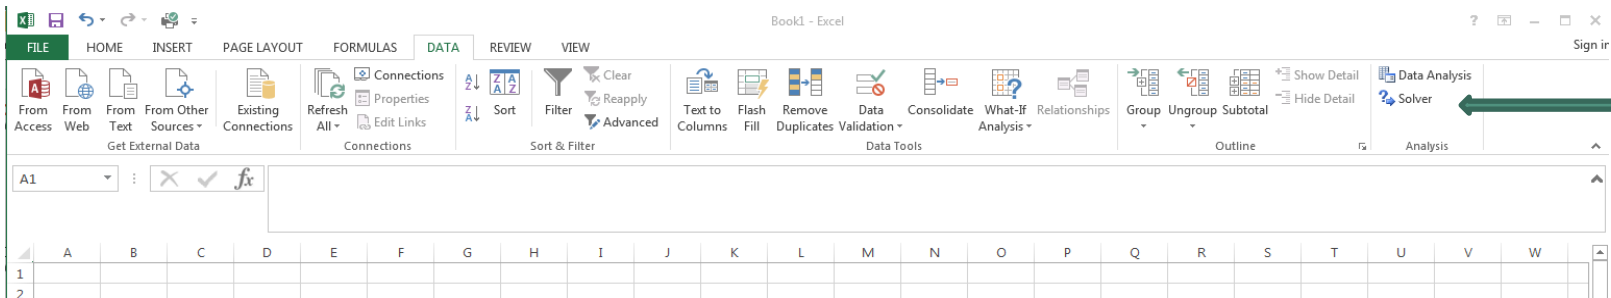 Book1 - Excel
?
FILE HOME INSERT PAGE LAYOUT FORMULAS DATA REVIEW VIEW Sign in
From Access
From Web
From Text
From Other Sources
Existing Connections
Get External Data
Refresh All
Connections
Properties
Edit Links
Connections
Sort
Filter
Clear
Reapply
Advanced
Sort & Filter
Text to Columns
Flash Fill
Remove Duplicates
Data Validation
Consolidate
What-If Analysis
Relationships
Data Tools
Group
Ungroup
Subtotal
Show Detail
Hide Detail
Outline
Data Analysis
Solver
Analysis
A1 fx
A B C D E F G H I J K L M N O P Q R S T U V W
1
2